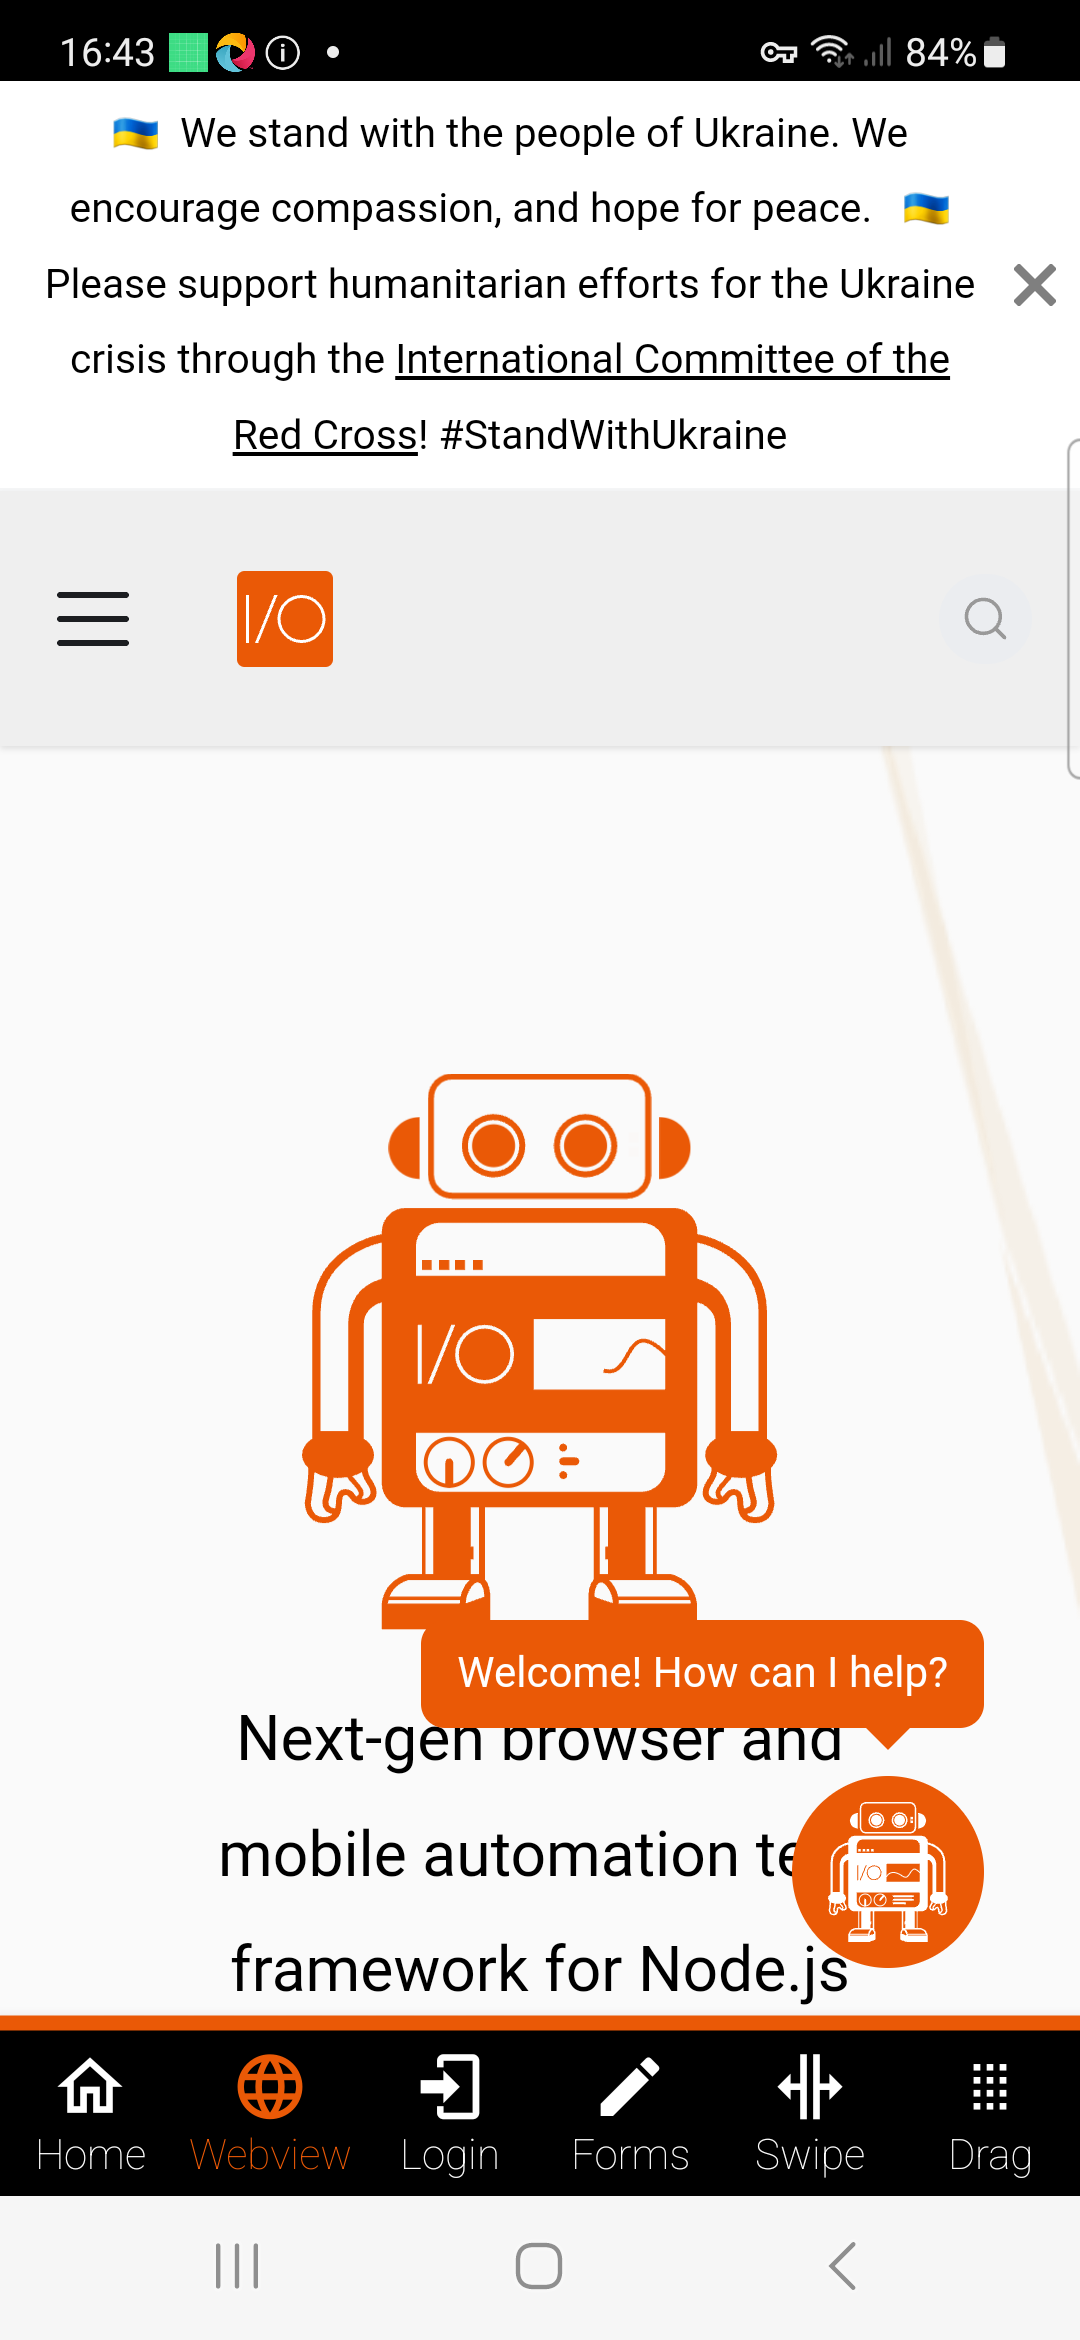 16:43
84%
We stand with the people of Ukraine. We
encourage compassion, and hope for peace.
Please support humanitarian efforts for the Ukraine
crisis through the International Committee of the
Red Cross! #StandWithUkraine
I/O
I/O
Welcome! How can I help?
Next-gen browser and
mobile automation
framework for Node.js
I/O
Home
Webview
Login
Forms
Swipe
Drag